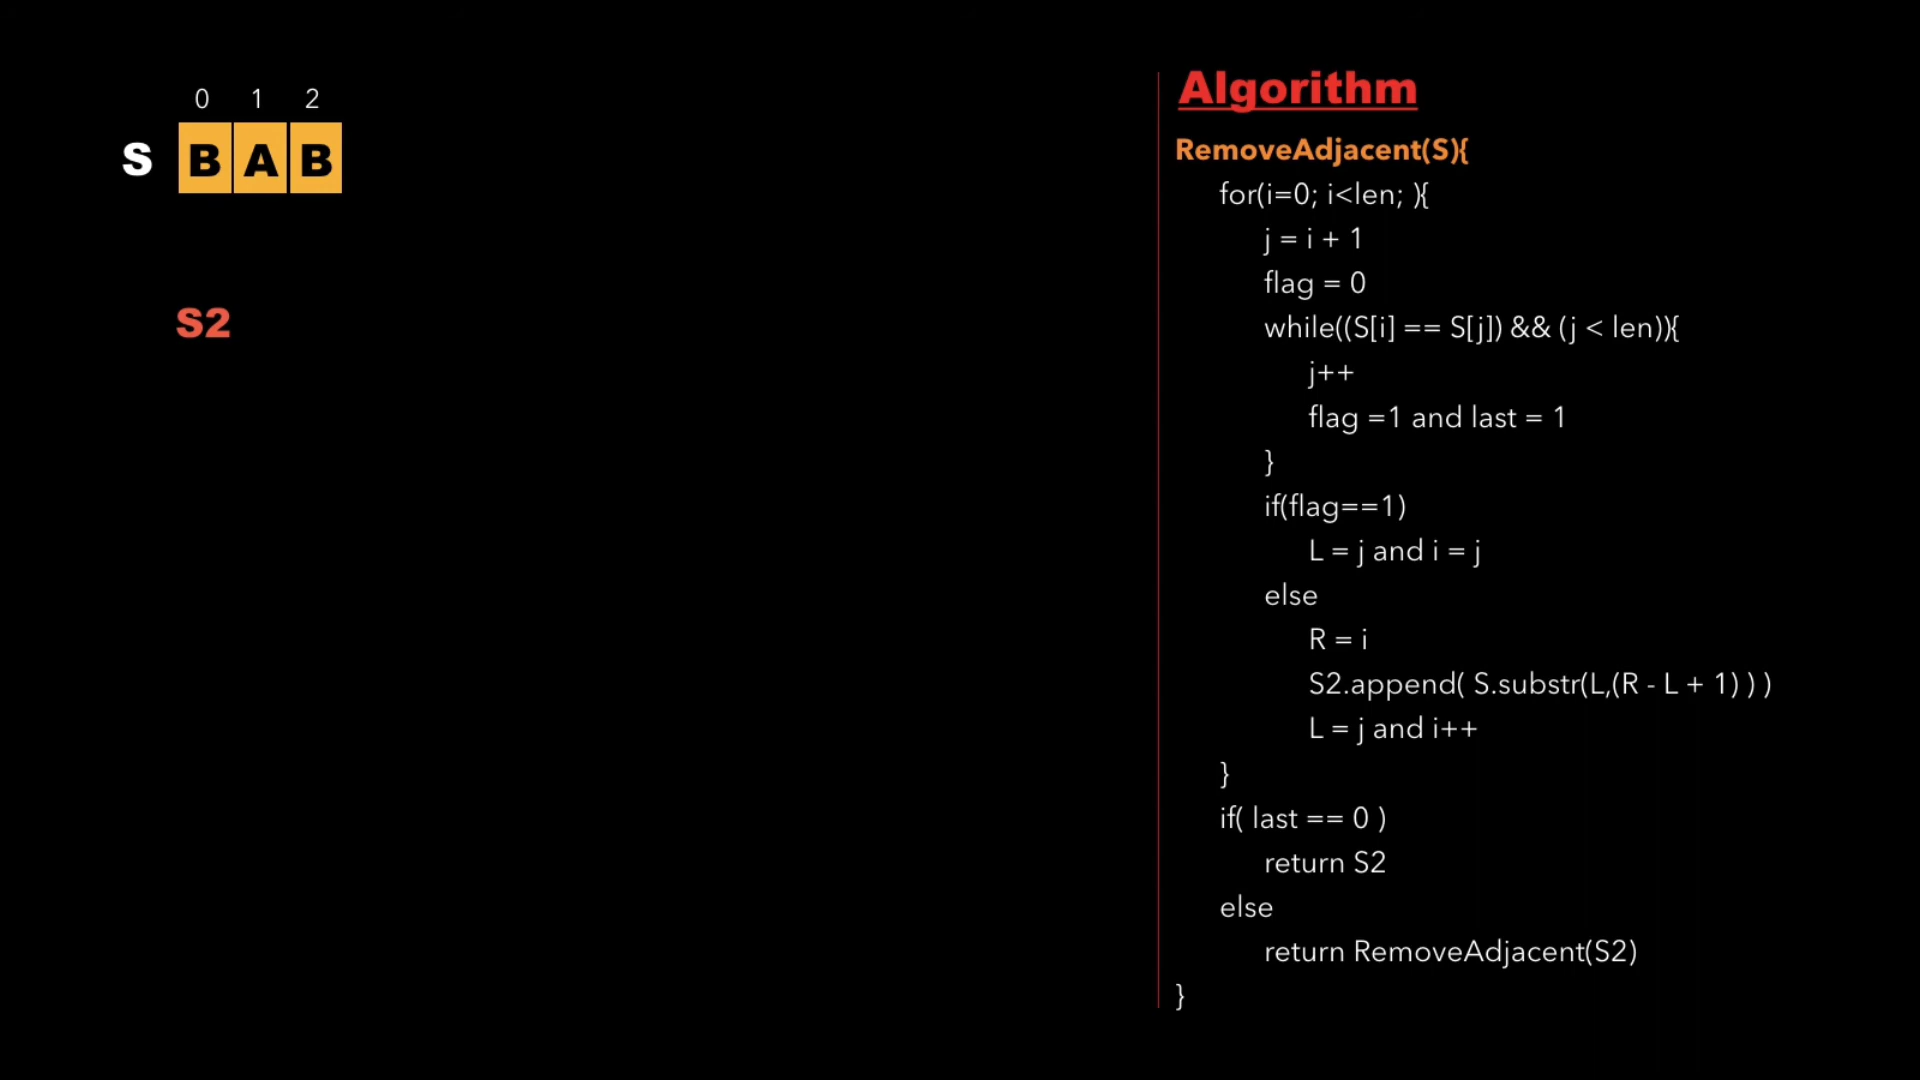 0 1 2
S B A B
S2
Algorithm
RemoveAdjacent(S){
for(i=0; i<len; ){
j = i + 1
flag = 0
while((S[i] == S[j]) && (j < len)){
j++
flag =1 and last = 1
}
if(flag==1)
L = j and i = j
else
R = i
S2.append( S.substr(L,(R - L + 1) ) )
L = j and i++
}
if( last == 0 )
return S2
else
return RemoveAdjacent(S2)
}